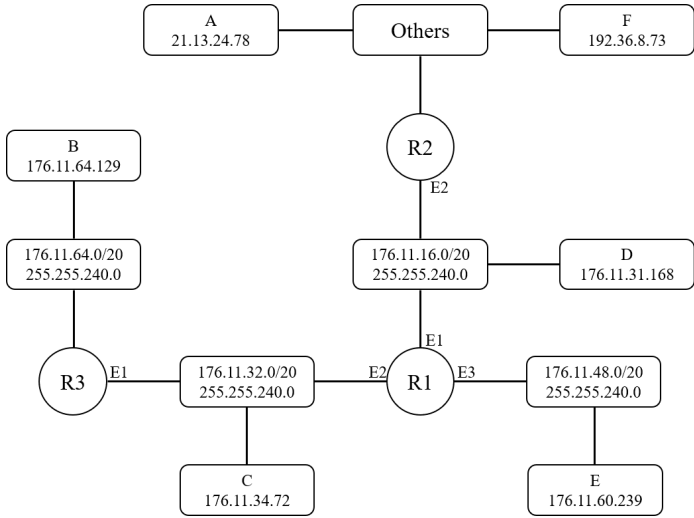 A
21.13.24.78
Others
F
192.36.8.73
B
176.11.64.129
R2
E2
176.11.64.0/20
255.255.240.0
176.11.16.0/20
255.255.240.0
D
176.11.31.168
E1
R3
E1
176.11.32.0/20
255.255.240.0
E2
R1
E3
176.11.48.0/20
255.255.240.0
C
176.11.34.72
E
176.11.60.239